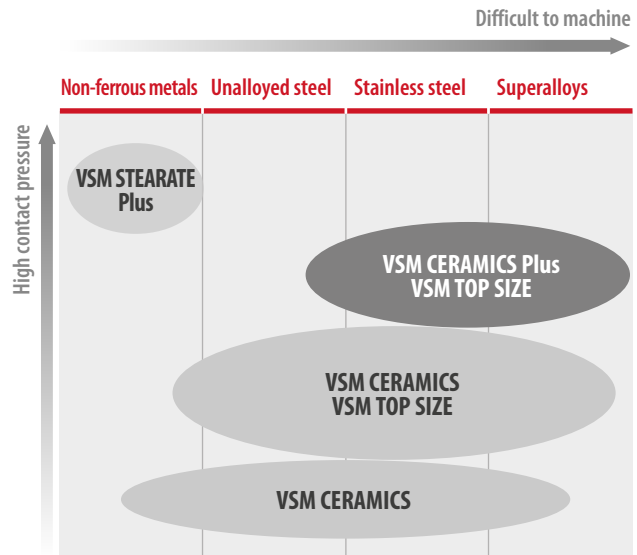 Difficult to machine
Non-ferrous metals
Unalloyed steel
Stainless steel
Superalloys
High contact pressure
VSM STEARATE
Plus
VSM CERAMICS Plus
VSM TOP SIZE
VSM CERAMICS
VSM TOP SIZE
VSM CERAMICS